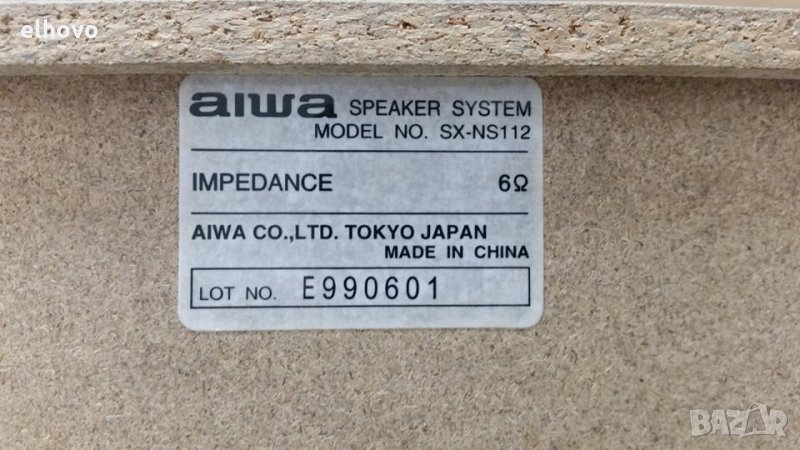 elhovo
aiwa SPEAKER SYSTEM
MODEL NO. SX-NS112
IMPEDANCE 6Ω
AIWA CO.,LTD. TOKYO JAPAN
MADE IN CHINA
LOT NO. E990601
BAZAR